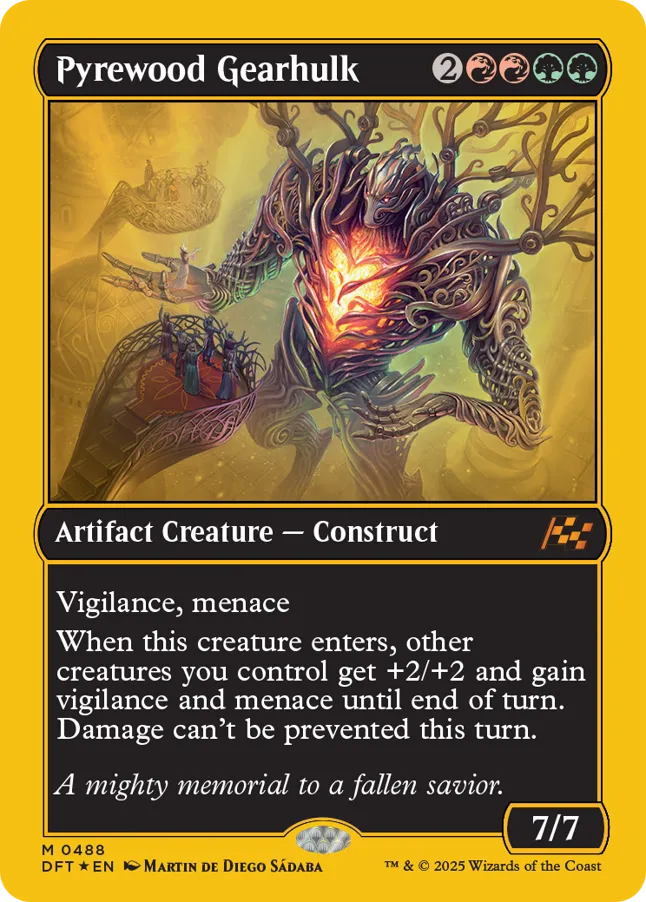 Pyrewood Gearhulk 2
Artifact Creature — Construct
Vigilance, menace
When this creature enters, other
creatures you control get +2/+2 and gain
vigilance and menace until end of turn.
Damage can't be prevented this turn.
A mighty memorial to a fallen savior.
7/7
M 0488
DFT ★ EN Martin de Diego Sádaba
™ & © 2025 Wizards of the Coast